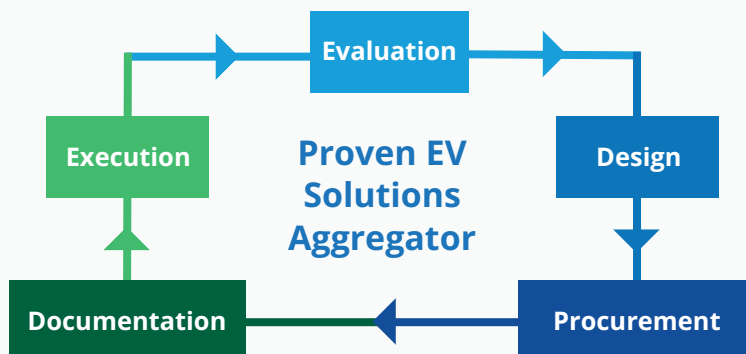 Evaluation
Execution
Proven EV
Solutions
Aggregator
Design
Documentation
Procurement